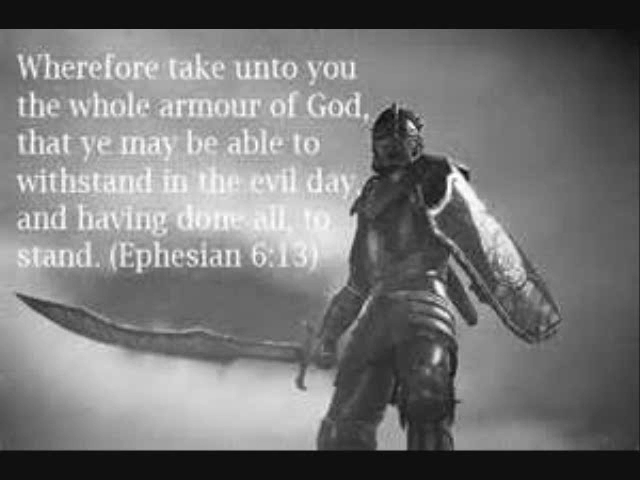 Wherefore take unto you
the whole armour of God,
that ye may be able to
withstand in the evil day,
and having done all, to
stand. (Ephesian 6:13)